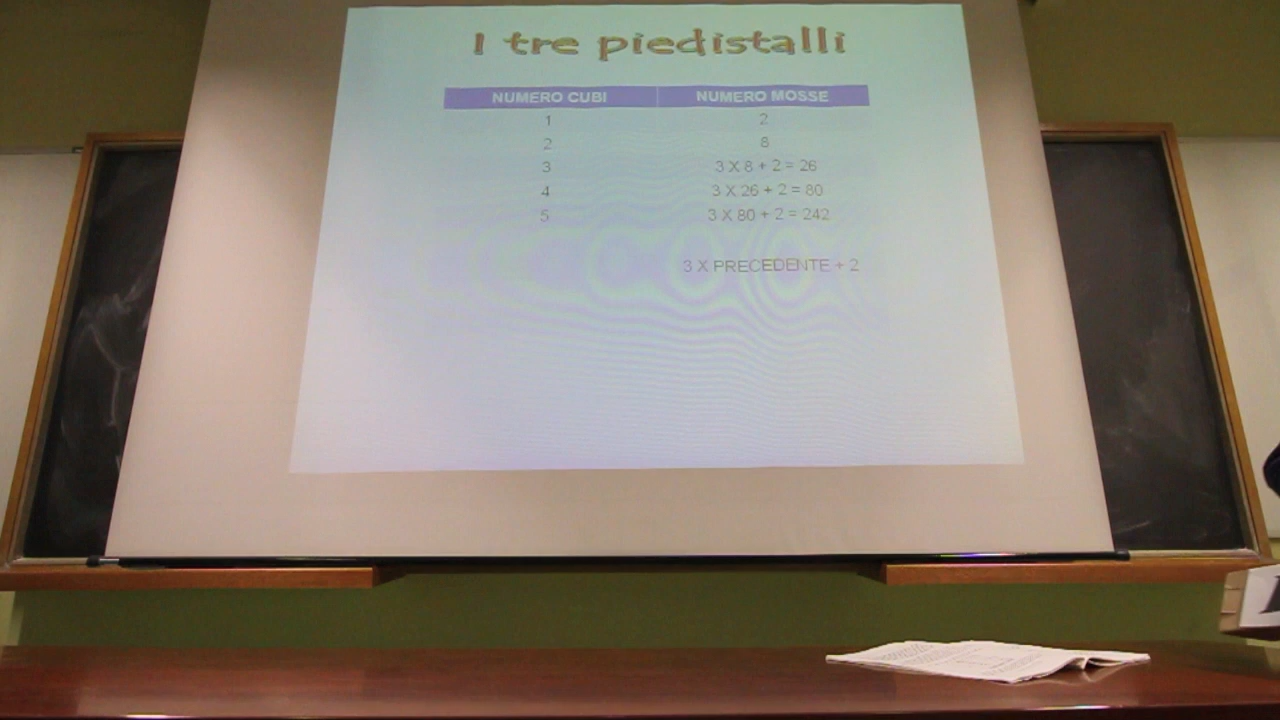 I tre piedistalli
NUMERO CUBI NUMERO MOSSE
1 2
2 8
3 3 X 8 + 2 = 26
4 3 X 26 + 2 = 80
5 3 X 80 + 2 = 242
3 X PRECEDENTE + 2